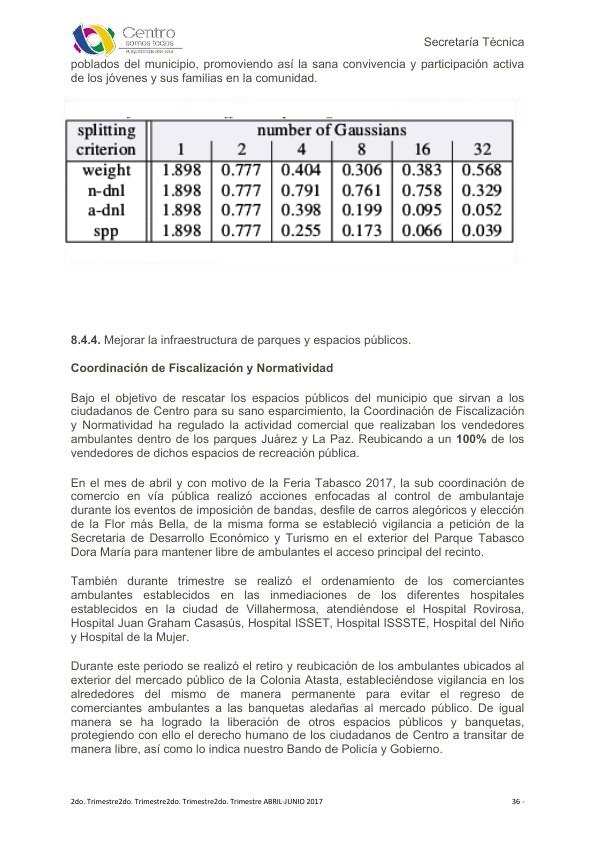 Centro
somos todos
Secretaría Técnica
poblados del municipio, promoviendo así la sana convivencia y participación activa
de los jóvenes y sus familias en la comunidad.
splitting number of Gaussians
criterion 1 2 4 8 16 32
weight 1.898 0.777 0.404 0.306 0.383 0.568
n-dnl 1.898 0.777 0.791 0.761 0.758 0.329
a-dnl 1.898 0.777 0.398 0.199 0.095 0.052
spp 1.898 0.777 0.255 0.173 0.066 0.039
8.4.4. Mejorar la infraestructura de parques y espacios públicos.
Coordinación de Fiscalización y Normatividad
Bajo el objetivo de rescatar los espacios públicos del municipio que sirvan a los
ciudadanos de Centro para su sano esparcimiento, la Coordinación de Fiscalización
y Normatividad ha regulado la actividad comercial que realizaban los vendedores
ambulantes dentro de los parques Juárez y La Paz. Reubicando a un 100% de los
vendedores de dichos espacios de recreación pública.
En el mes de abril y con motivo de la Feria Tabasco 2017, la sub coordinación de
comercio en vía pública realizó acciones enfocadas al control de ambulantaje
durante los eventos de imposición de bandas, desfile de carros alegóricos y elección
de la Flor más Bella, de la misma forma se estableció vigilancia a petición de la
Secretaria de Desarrollo Económico y Turismo en el exterior del Parque Tabasco
Dora María para mantener libre de ambulantes el acceso principal del recinto.
También durante trimestre se realizó el ordenamiento de los comerciantes
ambulantes establecidos en las inmediaciones de los diferentes hospitales
establecidos en la ciudad de Villahermosa, atendiéndose el Hospital Rovirosa,
Hospital Juan Graham Casasús, Hospital ISSET, Hospital ISSSTE, Hospital del Niño
y Hospital de la Mujer.
Durante este periodo se realizó el retiro y reubicación de los ambulantes ubicados al
exterior del mercado público de la Colonia Atasta, estableciéndose vigilancia en los
alrededores del mismo de manera permanente para evitar el regreso de
comerciantes ambulantes a las banquetas aledañas al mercado público. De igual
manera se ha logrado la liberación de otros espacios públicos y banquetas,
protegiendo con ello el derecho humano de los ciudadanos de Centro a transitar de
manera libre, así como lo indica nuestro Bando de Policía y Gobierno.
2do. Trimestre2do. Trimestre2do. Trimestre2do. Trimestre ABRIL-JUNIO 2017 36 -